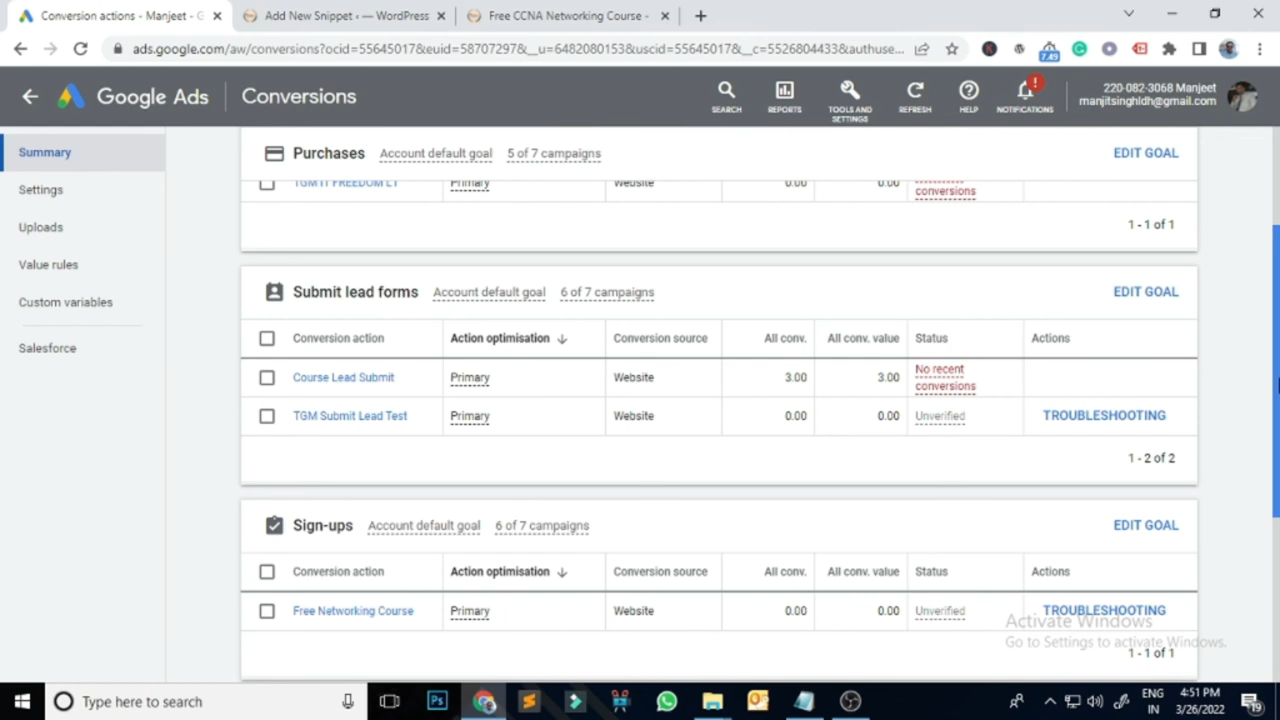 Conversion actions - Manjeet - G
Add New Snippet ‹ — WordPress
Free CCNA Networking Course -
ads.google.com/aw/conversions?ocid=55645017&euid=58707297&__u=6482080153&uscid=55645017&__c=5526804433&authuse...
7.49
Google Ads
Conversions
SEARCH
REPORTS
TOOLS AND SETTINGS
REFRESH
HELP
NOTIFICATIONS
220-082-3068 Manjeet
manjitsinghldh@gmail.com
Summary
Settings
Uploads
Value rules
Custom variables
Salesforce
Purchases Account default goal 5 of 7 campaigns EDIT GOAL
TGM IT FREEDOM LT Primary Website 0.00 0.00 conversions
1 - 1 of 1
Submit lead forms Account default goal 6 of 7 campaigns EDIT GOAL
Conversion action Action optimisation Conversion source All conv. All conv. value Status Actions
Course Lead Submit Primary Website 3.00 3.00 No recent conversions
TGM Submit Lead Test Primary Website 0.00 0.00 Unverified TROUBLESHOOTING
1 - 2 of 2
Sign-ups Account default goal 6 of 7 campaigns EDIT GOAL
Conversion action Action optimisation Conversion source All conv. All conv. value Status Actions
Free Networking Course Primary Website 0.00 0.00 Unverified TROUBLESHOOTING
1 - 1 of 1
Activate Windows
Go to Settings to activate Windows.
Type here to search
Ps
ENG
IN
4:51 PM
3/26/2022
19